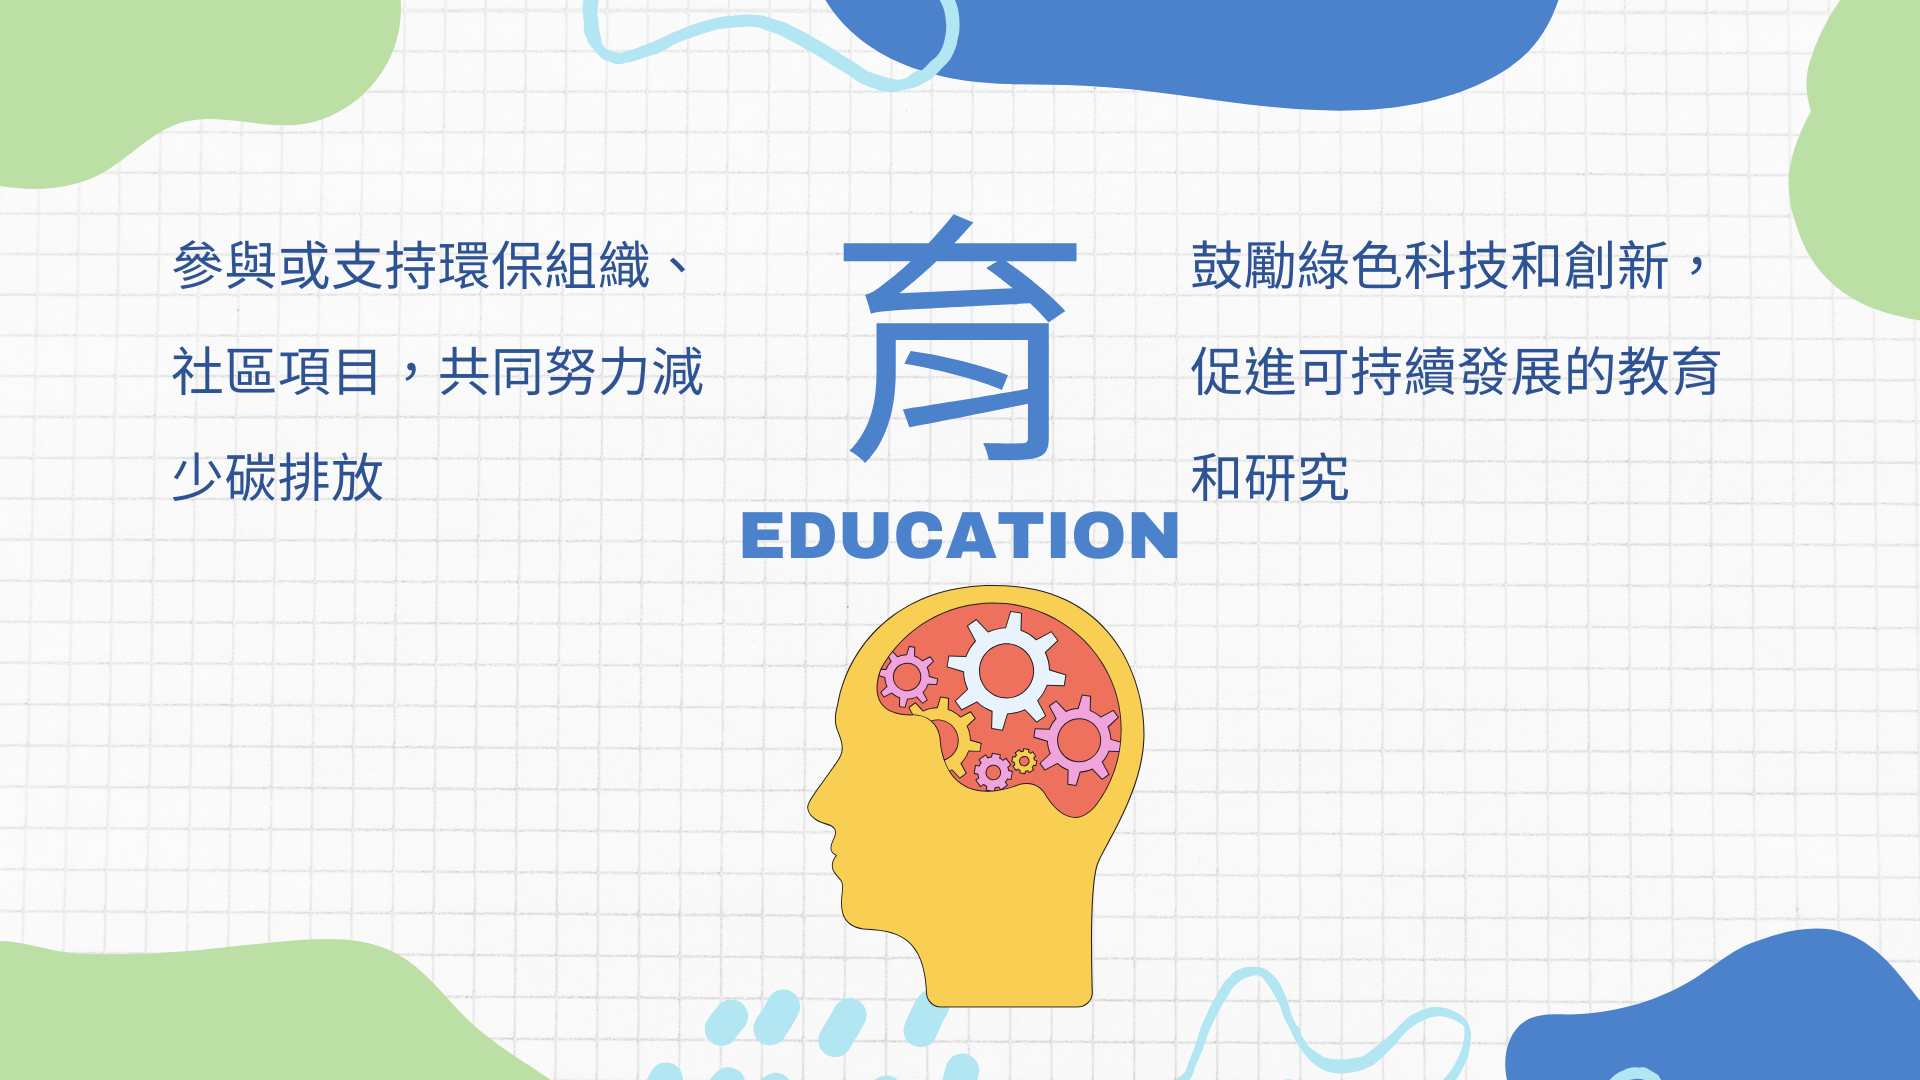 參與或支持環保組織、
社區項目，共同努力減
少碳排放
育
EDUCATION
鼓勵綠色科技和創新，
促進可持續發展的教育
和研究